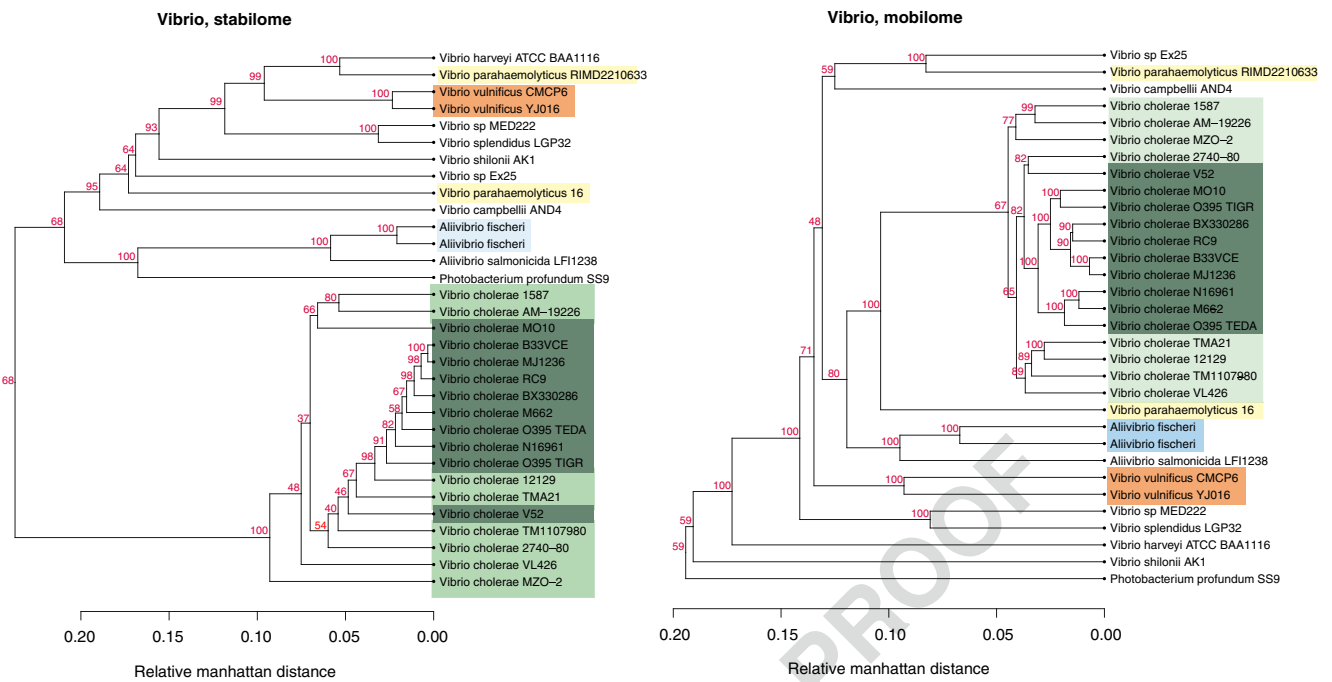 Vibrio, stabilome
100
Vibrio harveyi ATCC BAA1116
99
Vibrio parahaemolyticus RIMD2210633
99
100
Vibrio vulnificus CMCP6
Vibrio vulnificus YJ016
93
100
Vibrio sp MED222
Vibrio splendidus LGP32
64
Vibrio shilonii AK1
64
Vibrio sp Ex25
95
Vibrio parahaemolyticus 16
68
Vibrio campbellii AND4
100
Aliivibrio fischeri
100
Aliivibrio fischeri
100
Aliivibrio salmonicida LFI1238
Photobacterium profundum SS9
80
Vibrio cholerae 1587
66
Vibrio cholerae AM–19226
Vibrio cholerae MO10
100
Vibrio cholerae B33VCE
98
Vibrio cholerae MJ1236
98
Vibrio cholerae RC9
68
67
Vibrio cholerae BX330286
58
Vibrio cholerae M662
37
82
Vibrio cholerae O395 TEDA
91
Vibrio cholerae N16961
98
Vibrio cholerae O395 TIGR
67
Vibrio cholerae 12129
48
46
Vibrio cholerae TMA21
40
Vibrio cholerae V52
100
54
Vibrio cholerae TM1107980
Vibrio cholerae 2740–80
Vibrio cholerae VL426
Vibrio cholerae MZO–2
0.20 0.15 0.10 0.05 0.00
Relative manhattan distance
Vibrio, mobilome
100
Vibrio sp Ex25
59
Vibrio parahaemolyticus RIMD2210633
Vibrio campbellii AND4
99
Vibrio cholerae 1587
77
Vibrio cholerae AM–19226
Vibrio cholerae MZO–2
82
Vibrio cholerae 2740–80
Vibrio cholerae V52
100
Vibrio cholerae MO10
67
82
100
Vibrio cholerae O395 TIGR
48
90
Vibrio cholerae BX330286
90
Vibrio cholerae RC9
100
100
Vibrio cholerae B33VCE
Vibrio cholerae MJ1236
65
100
Vibrio cholerae N16961
100
100
Vibrio cholerae M662
Vibrio cholerae O395 TEDA
100
Vibrio cholerae TMA21
71
89
Vibrio cholerae 12129
80
89
Vibrio cholerae TM1107980
Vibrio cholerae VL426
Vibrio parahaemolyticus 16
100
100
Aliivibrio fischeri
100
Aliivibrio fischeri
Aliivibrio salmonicida LFI1238
100
100
Vibrio vulnificus CMCP6
Vibrio vulnificus YJ016
100
Vibrio sp MED222
59
Vibrio splendidus LGP32
59
Vibrio harveyi ATCC BAA1116
Vibrio shilonii AK1
Photobacterium profundum SS9
0.20 0.15 0.10 0.05 0.00
Relative manhattan distance
PROOF